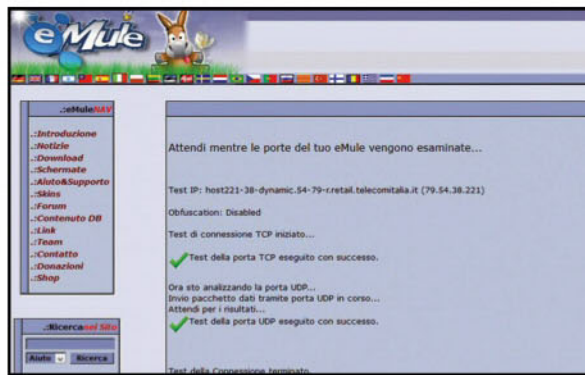 eMule
.:eMuleNAV
.:Introduzione
.:Notizie
.:Download
.:Schermate
.:Aiuto&Supporto
.:Skins
.:Forum
.:Contenuto DB
.:Link
.:Team
.:Contatto
.:Donazioni
.:Shop
.:Ricerca nel Sito
Aiuto
Ricerca
Attendi mentre le porte del tuo eMule vengono esaminate...
Test IP: host221-38-dynamic.54-79-r.retail.telecomitalia.it (79.54.38.221)
Obfuscation: Disabled
Test di connessione TCP iniziato...
Test della porta TCP eseguito con successo.
Ora sto analizzando la porta UDP...
Invio pacchetto dati tramite porta UDP in corso...
Attendi per i risultati...
Test della porta UDP eseguito con successo.
Test della Connessione terminato.